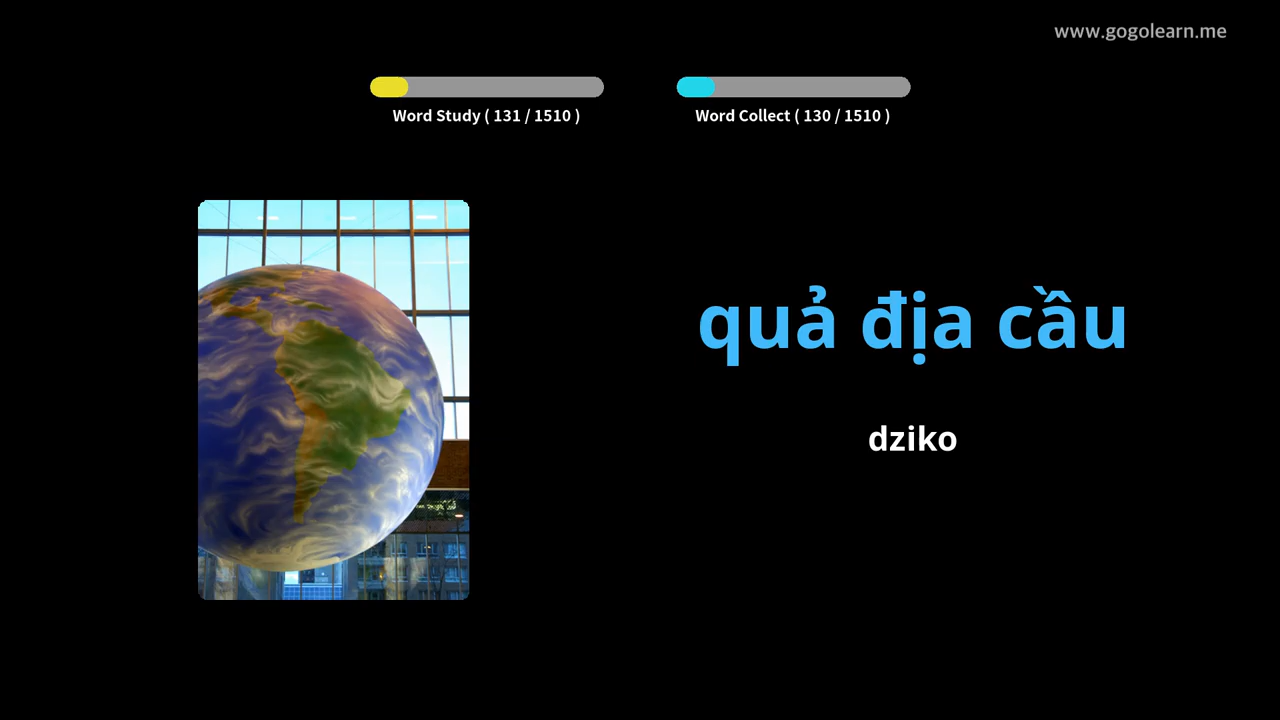 www.gogolearn.me
Word Study ( 131 / 1510 )
Word Collect ( 130 / 1510 )
quả địa cầu
dziko